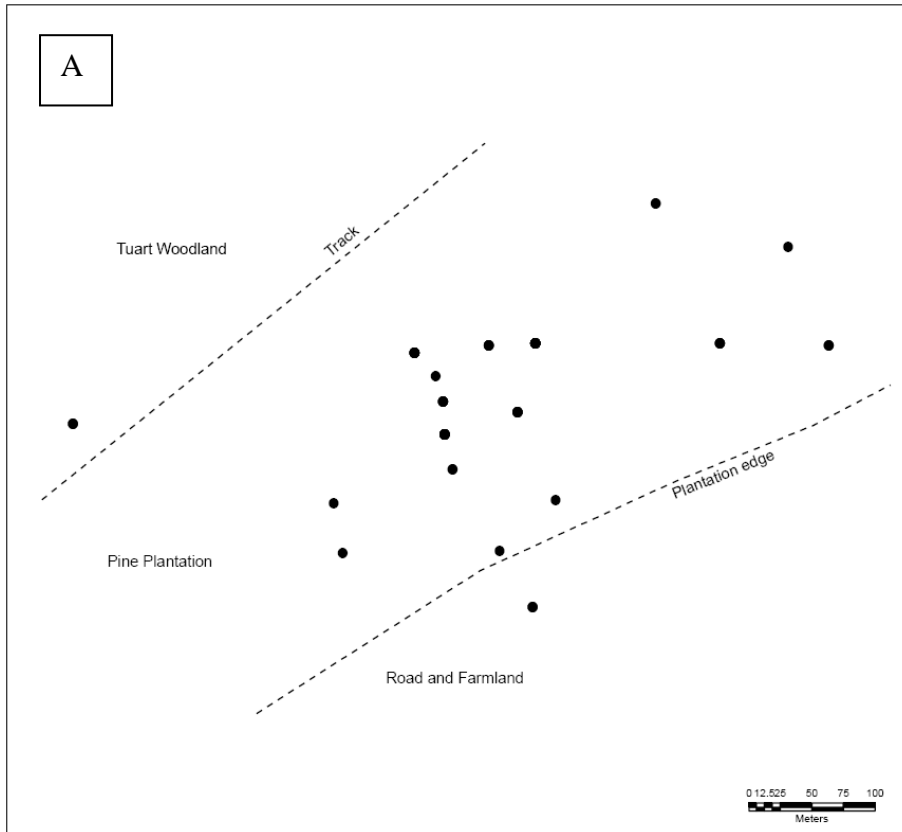 A
Tuart Woodland
Track
Plantation edge
Pine Plantation
Road and Farmland
0 12.525 50 75 100
Meters